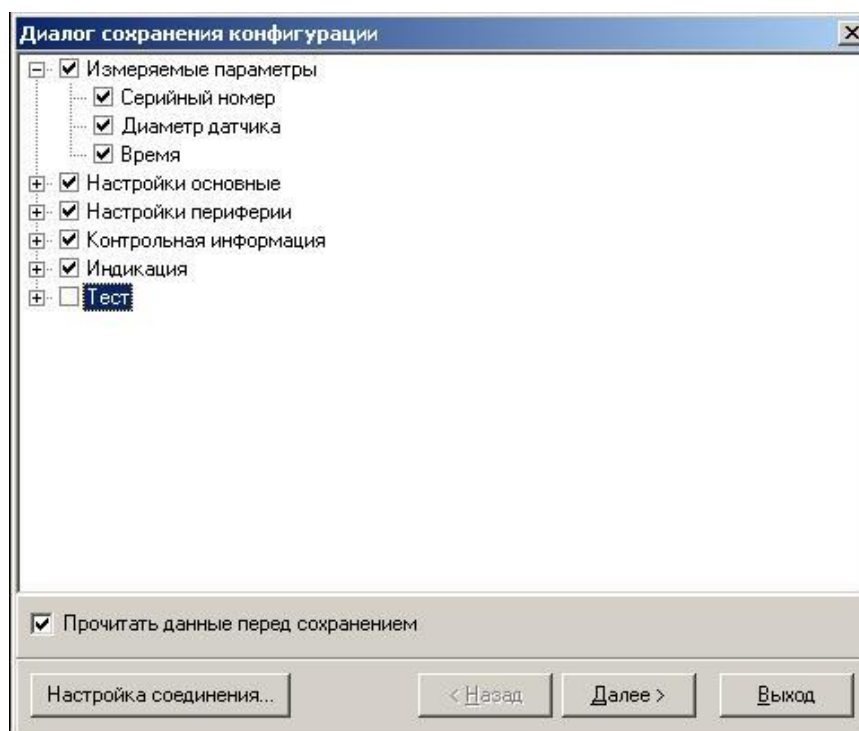 Диалог сохранения конфигурации
Измеряемые параметры
Серийный номер
Диаметр датчика
Время
Настройки основные
Настройки периферии
Контрольная информация
Индикация
Тест
Прочитать данные перед сохранением
Настройка соединения... < Назад Далее > Выход